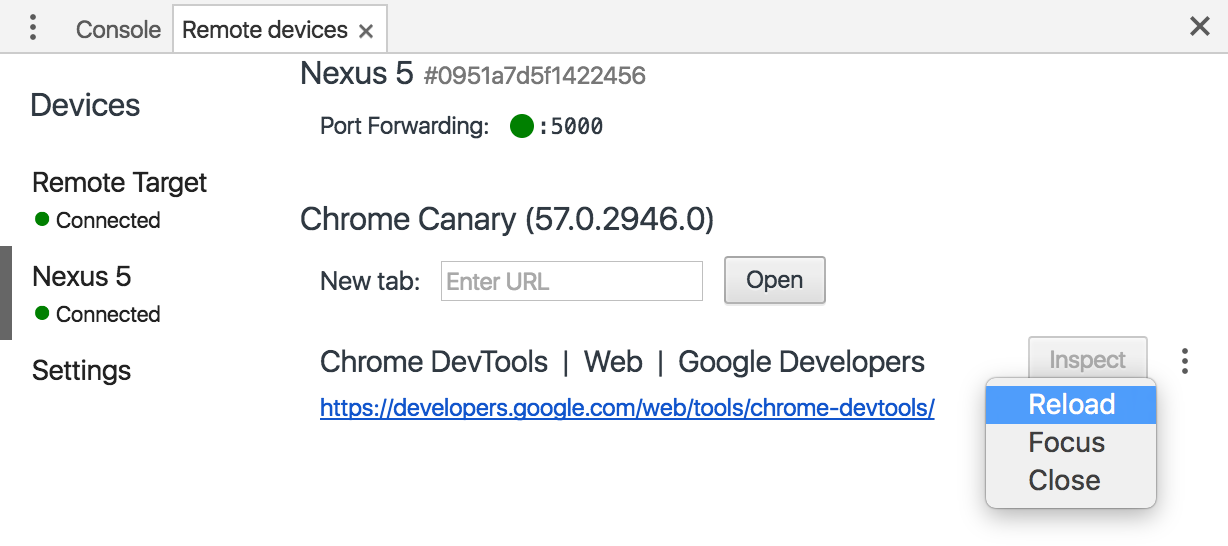 Console
Remote devices
Devices
Remote Target
Connected
Nexus 5
Connected
Settings
Nexus 5 #0951a7d5f1422456
Port Forwarding: :5000
Chrome Canary (57.0.2946.0)
New tab: Enter URL Open
Chrome DevTools | Web | Google Developers Inspect
https://developers.google.com/web/tools/chrome-devtools/
Reload
Focus
Close